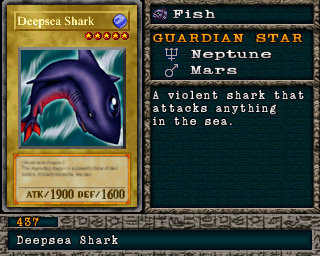 Deepsea Shark
ATK/1900 DEF/1600
Fish
GUARDIAN STAR
Neptune
Mars
A violent shark that
attacks anything
in the sea.
437
Deepsea Shark